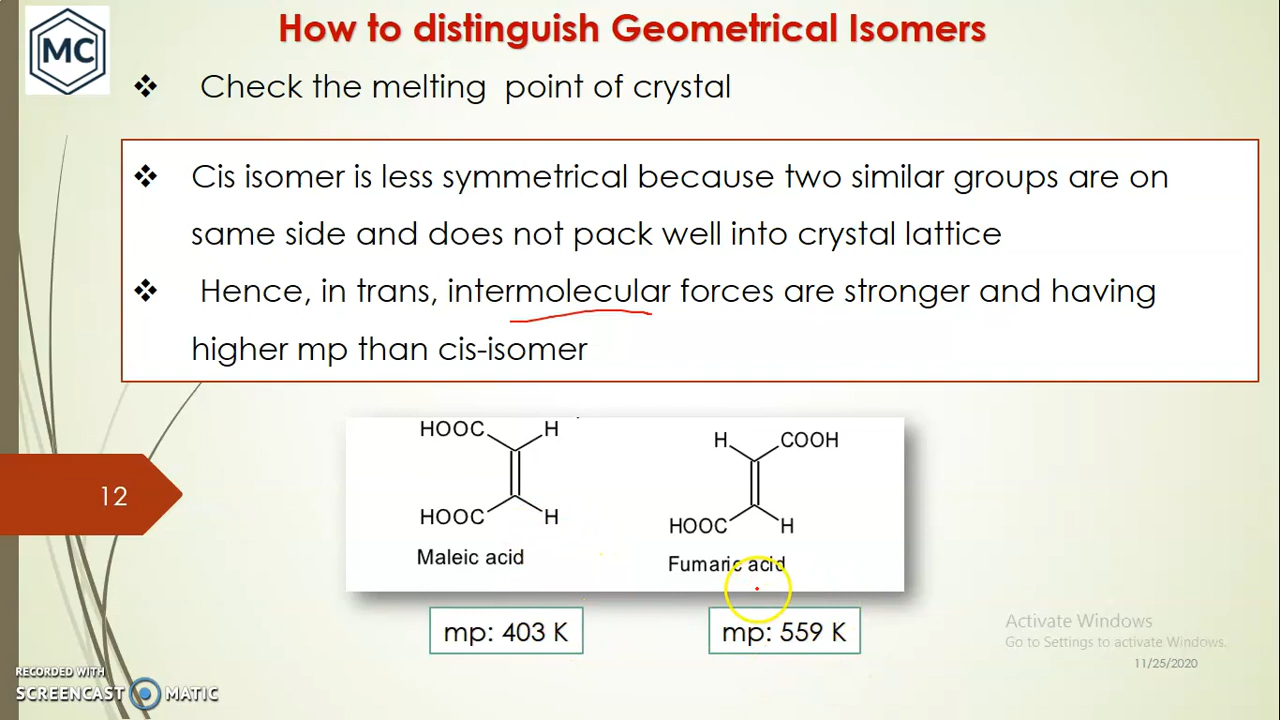 MC
How to distinguish Geometrical Isomers
❖ Check the melting point of crystal
❖ Cis isomer is less symmetrical because two similar groups are on
same side and does not pack well into crystal lattice
❖ Hence, in trans, intermolecular forces are stronger and having
higher mp than cis-isomer
12
HOOC H
HOOC H
Maleic acid
H COOH
HOOC H
Fumaric acid
mp: 403 K
mp: 559 K
Activate Windows
Go to Settings to activate Windows.
11/25/2020
RECORDED WITH
SCREENCAST MATIC